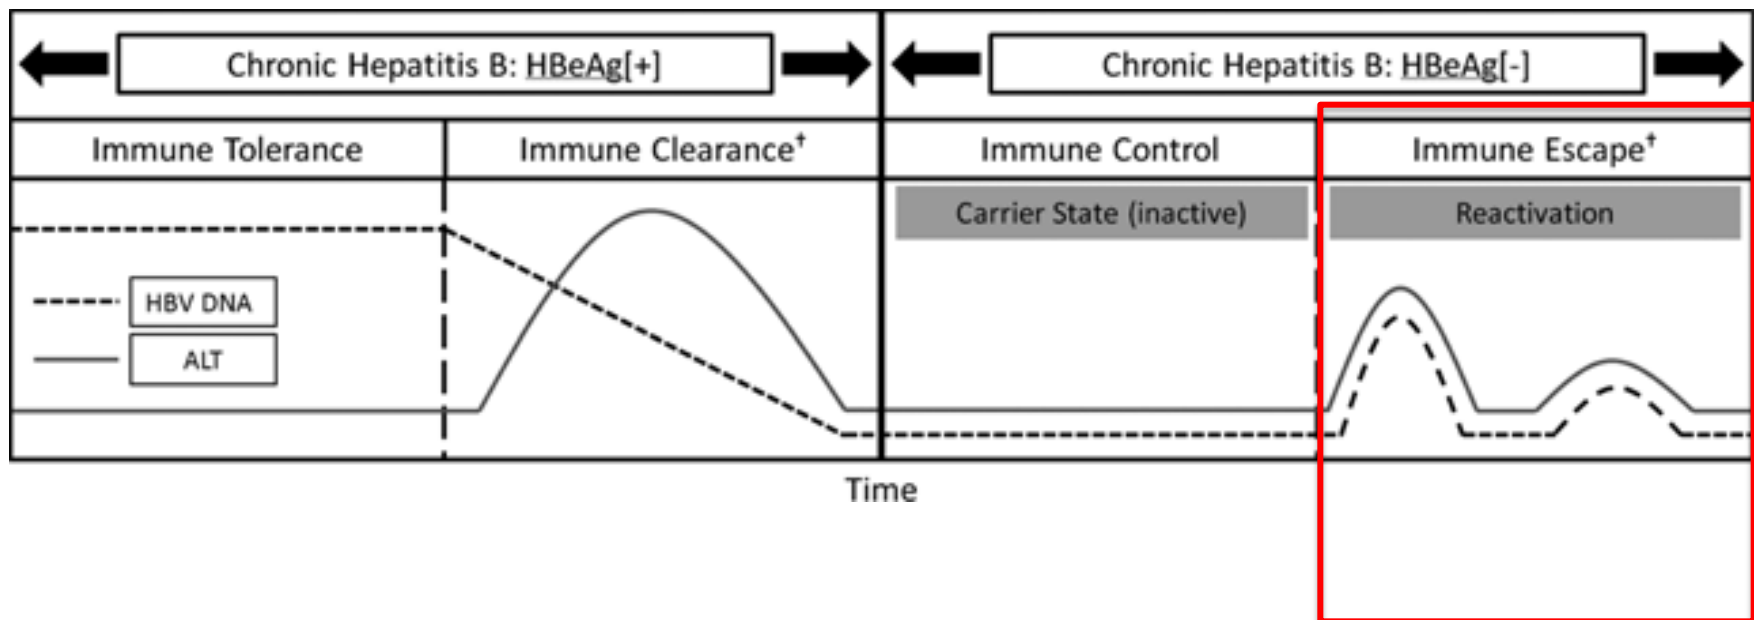 Chronic Hepatitis B: HBeAg[+]
Chronic Hepatitis B: HBeAg[-]
Immune Tolerance
Immune Clearance†
Immune Control
Immune Escape†
Carrier State (inactive)
Reactivation
HBV DNA
ALT
Time